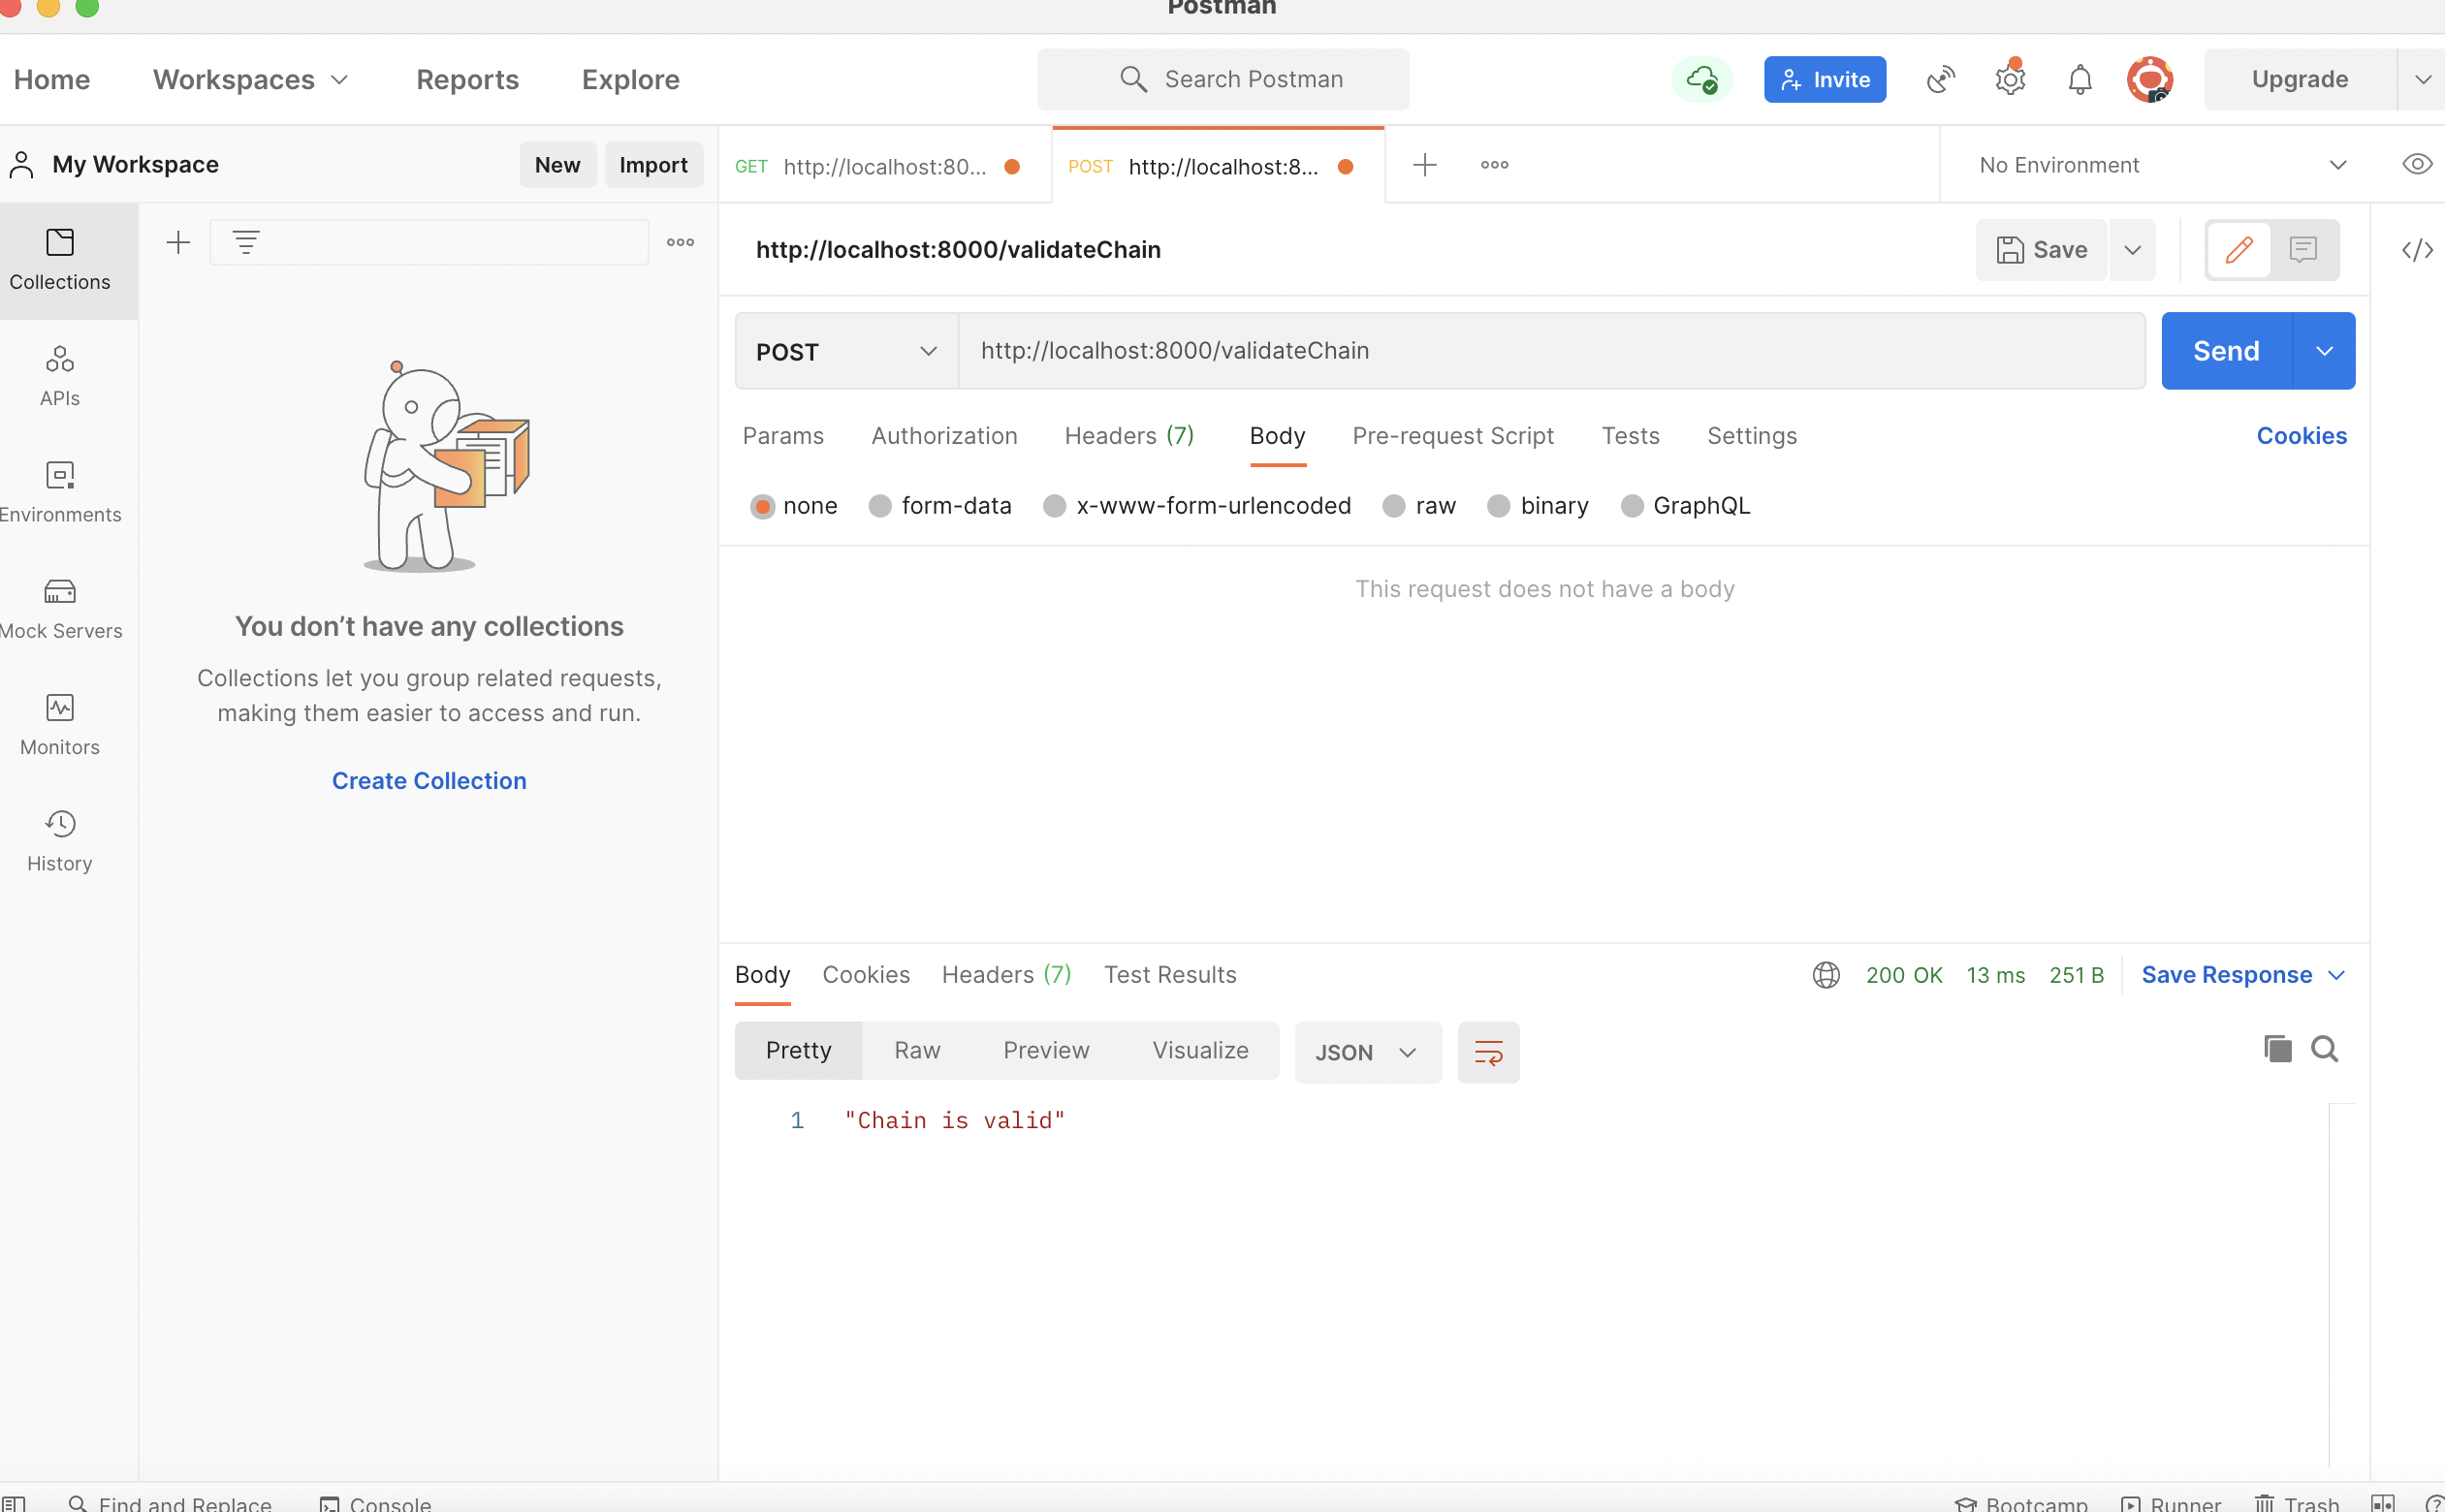 Postman
Home Workspaces Reports Explore
Search Postman
Invite
Upgrade
My Workspace New Import
GET http://localhost:80...
POST http://localhost:8...
No Environment
Collections
APIs
Environments
Mock Servers
Monitors
History
You don’t have any collections
Collections let you group related requests,
making them easier to access and run.
Create Collection
http://localhost:8000/validateChain
Save
POST http://localhost:8000/validateChain
Send
Params Authorization Headers (7) Body Pre-request Script Tests Settings Cookies
none form-data x-www-form-urlencoded raw binary GraphQL
This request does not have a body
Body Cookies Headers (7) Test Results
200 OK 13 ms 251 B Save Response
Pretty Raw Preview Visualize JSON
1 "Chain is valid"
Find and Replace Console
Bootcamp Runner Trash